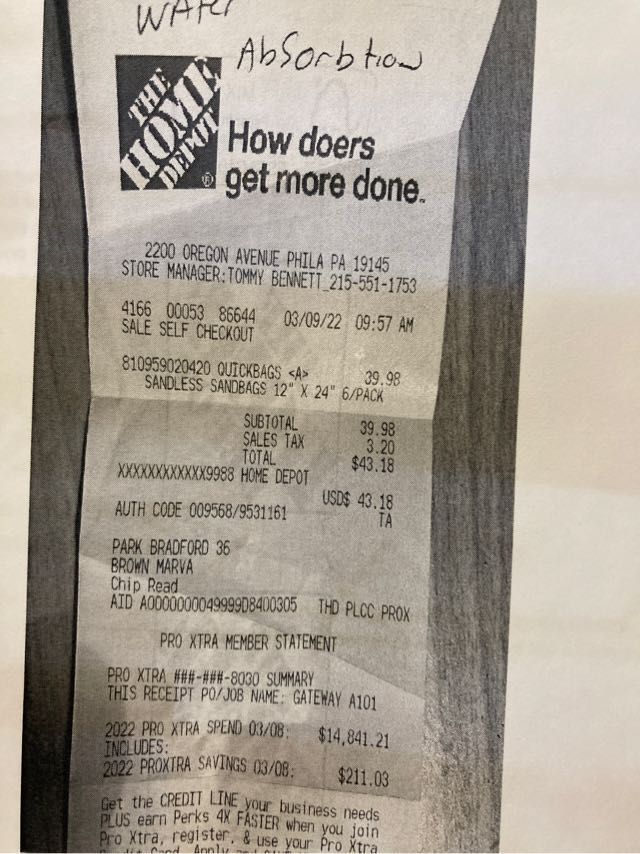 Water
Absorbtion
THE
HOME
DEPOT
®
How doers
get more done.
2200 OREGON AVENUE PHILA PA 19145
STORE MANAGER:TOMMY BENNETT 215-551-1753
4166 00053 86644 03/09/22 09:57 AM
SALE SELF CHECKOUT
810959020420 QUICKBAGS <A> 39.98
SANDLESS SANDBAGS 12" X 24" 6/PACK
SUBTOTAL 39.98
SALES TAX 3.20
TOTAL $43.18
XXXXXXXXXXXX9988 HOME DEPOT
USD$ 43.18
AUTH CODE 009568/9531161 TA
PARK BRADFORD 36
BROWN MARVA
Chip Read
AID A0000000049999D8400305 THD PLCC PROX
PRO XTRA MEMBER STATEMENT
PRO XTRA ###-###-8030 SUMMARY
THIS RECEIPT PO/JOB NAME: GATEWAY A101
2022 PRO XTRA SPEND 03/08: $14,841.21
INCLUDES:
2022 PROXTRA SAVINGS 03/08: $211.03
Get the CREDIT LINE your business needs
PLUS earn Perks 4X FASTER when you join
Pro Xtra, register, & use your Pro Xtra